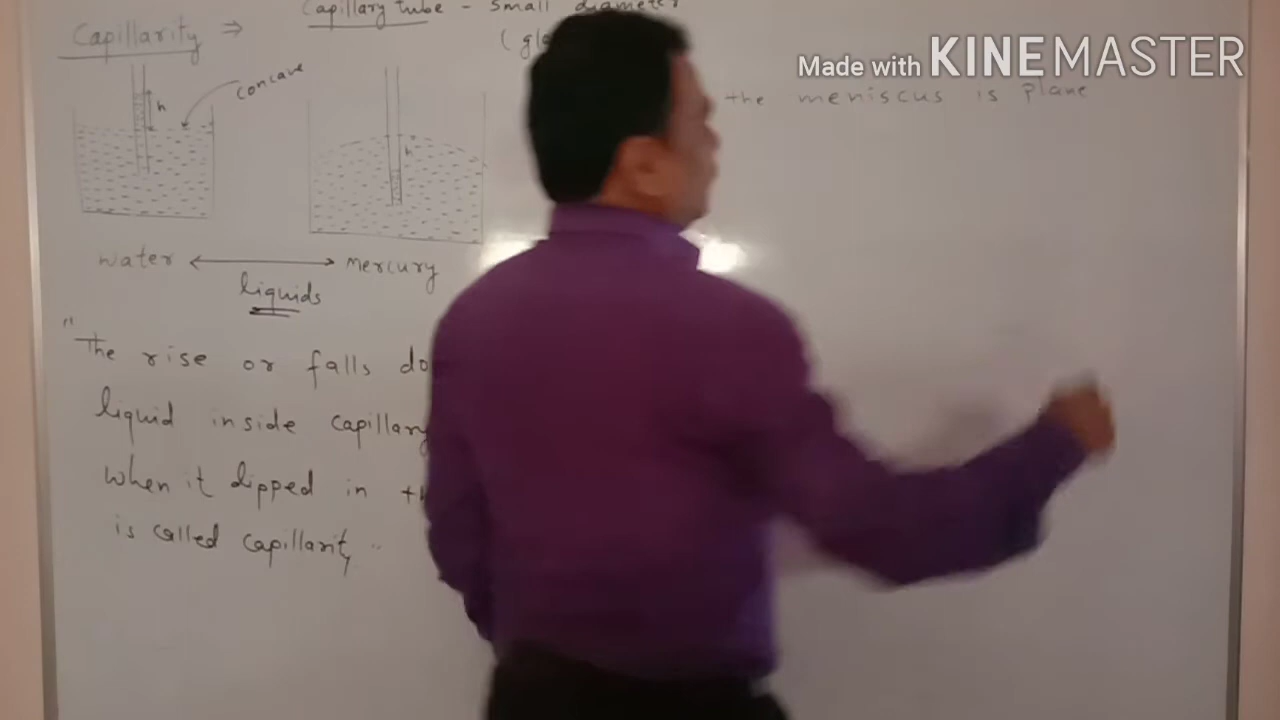 Capillary tube - small diameter
Capillarity ⇒
(gl
Made with KINEMASTER
concave
h
the meniscus is plane
h
water ⟷ mercury
liquids
"The rise or falls do
liquid inside capillary
when it dipped in th
is called capillarity"